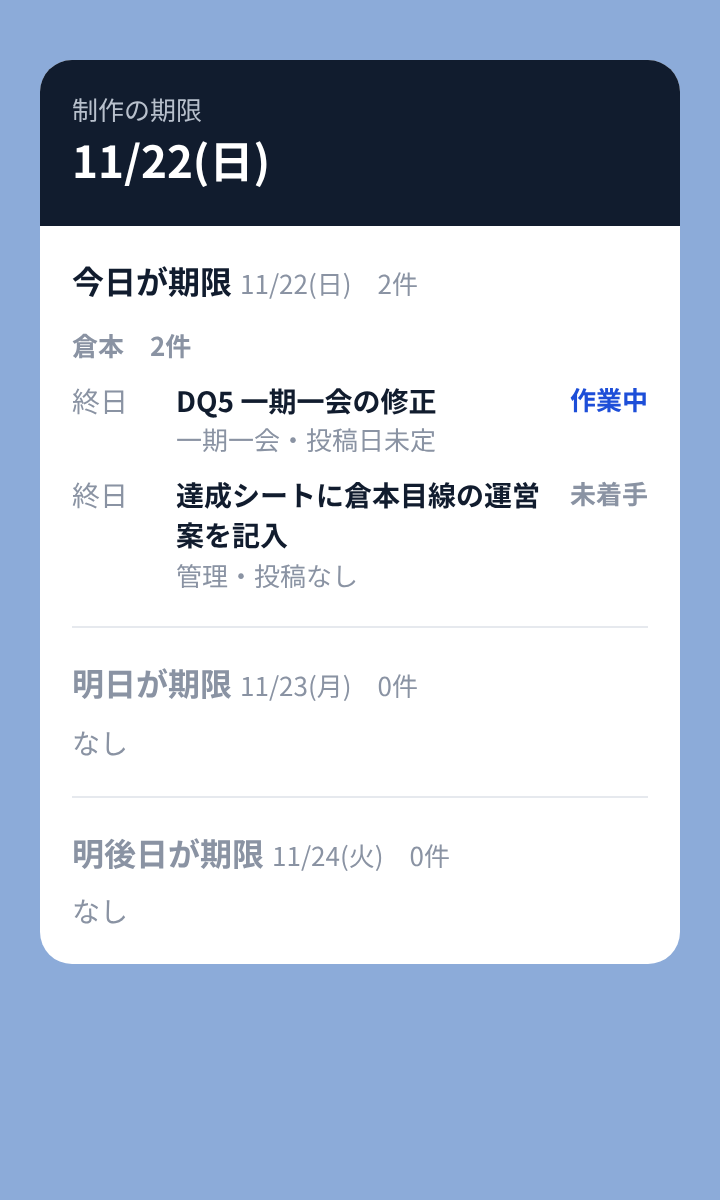 制作の期限
11/22(日)
今日が期限 11/22(日)　2件
倉本　2件
終日 DQ5 一期一会の修正 作業中
一期一会・投稿日未定
終日 達成シートに倉本目線の運営 未着手
案を記入
管理・投稿なし
明日が期限 11/23(月)　0件
なし
明後日が期限 11/24(火)　0件
なし